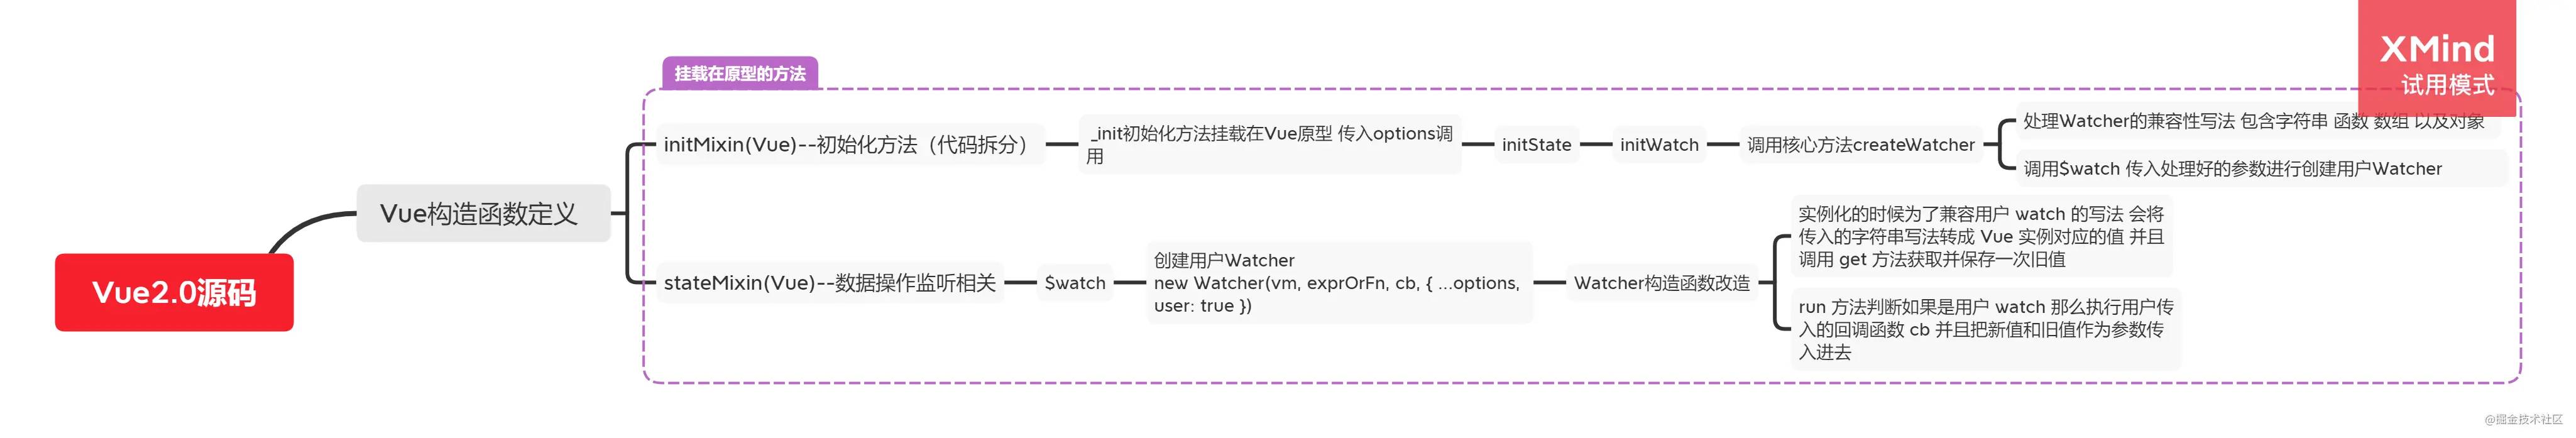 XMind
试用模式
挂载在原型的方法
Vue2.0源码
Vue构造函数定义
initMixin(Vue)--初始化方法（代码拆分）
_init初始化方法挂载在Vue原型 传入options调
用
initState
initWatch
调用核心方法createWatcher
处理Watcher的兼容性写法 包含字符串 函数 数组 以及对象
调用$watch 传入处理好的参数进行创建用户Watcher
stateMixin(Vue)--数据操作监听相关
$watch
创建用户Watcher
new Watcher(vm, exprOrFn, cb, { ...options,
user: true })
Watcher构造函数改造
实例化的时候为了兼容用户 watch 的写法 会将
传入的字符串写法转成 Vue 实例对应的值 并且
调用 get 方法获取并保存一次旧值
run 方法判断如果是用户 watch 那么执行用户传
入的回调函数 cb 并且把新值和旧值作为参数传
入进去
@掘金技术社区